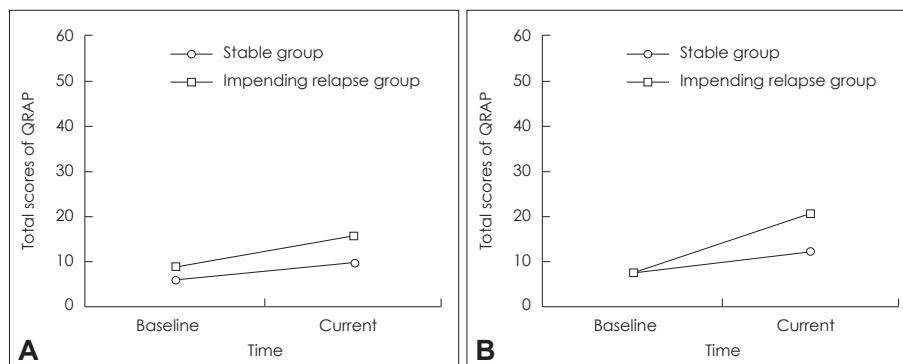 60
50
40
30
20
10
0
Total scores of QRAP
Stable group
Impending relapse group
Baseline
Current
Time
A
60
50
40
30
20
10
0
Total scores of QRAP
Stable group
Impending relapse group
Baseline
Current
Time
B